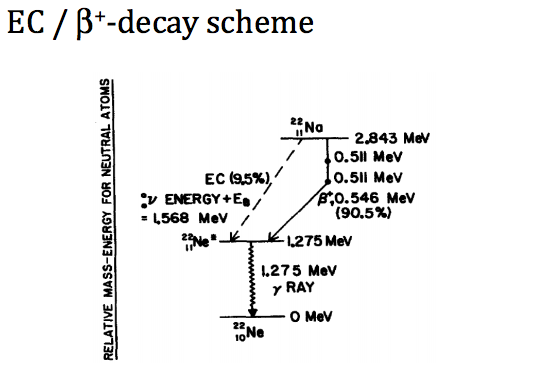 EC / β⁺-decay scheme
RELATIVE MASS-ENERGY FOR NEUTRAL ATOMS
²²₁₁Na
2.843 MeV
0.511 MeV
EC (9.5%)
0.511 MeV
ν ENERGY+E_B
= 1.568 MeV
β⁺, 0.546 MeV
(90.5%)
²²₁₁Ne*
1.275 MeV
1.275 MeV
γ RAY
0 MeV
²²₁₀Ne